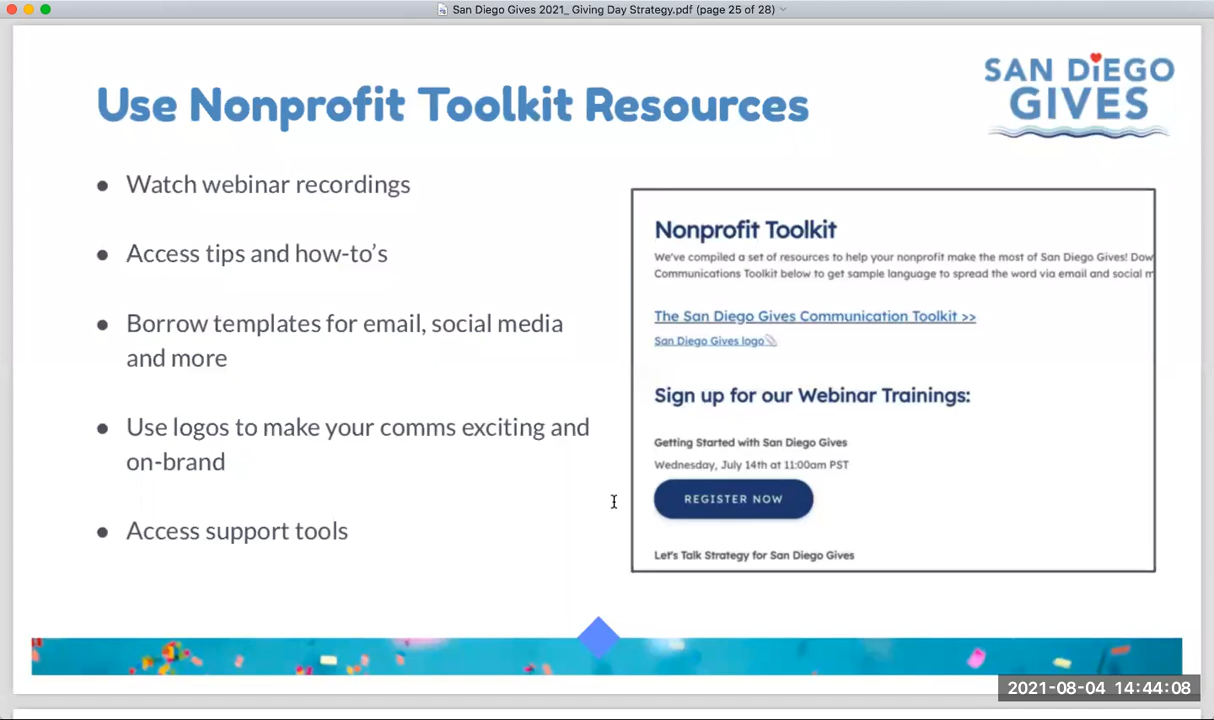 San Diego Gives 2021_ Giving Day Strategy.pdf (page 25 of 28)
SAN DiEGO
GIVES
Use Nonprofit Toolkit Resources
● Watch webinar recordings
● Access tips and how-to’s
● Borrow templates for email, social media
and more
● Use logos to make your comms exciting and
on-brand
● Access support tools
Nonprofit Toolkit
We've compiled a set of resources to help your nonprofit make the most of San Diego Gives! Dow
Communications Toolkit below to get sample language to spread the word via email and social m
The San Diego Gives Communication Toolkit >>
San Diego Gives logo
Sign up for our Webinar Trainings:
Getting Started with San Diego Gives
Wednesday, July 14th at 11:00am PST
REGISTER NOW
Let's Talk Strategy for San Diego Gives
2021-08-04 14:44:08